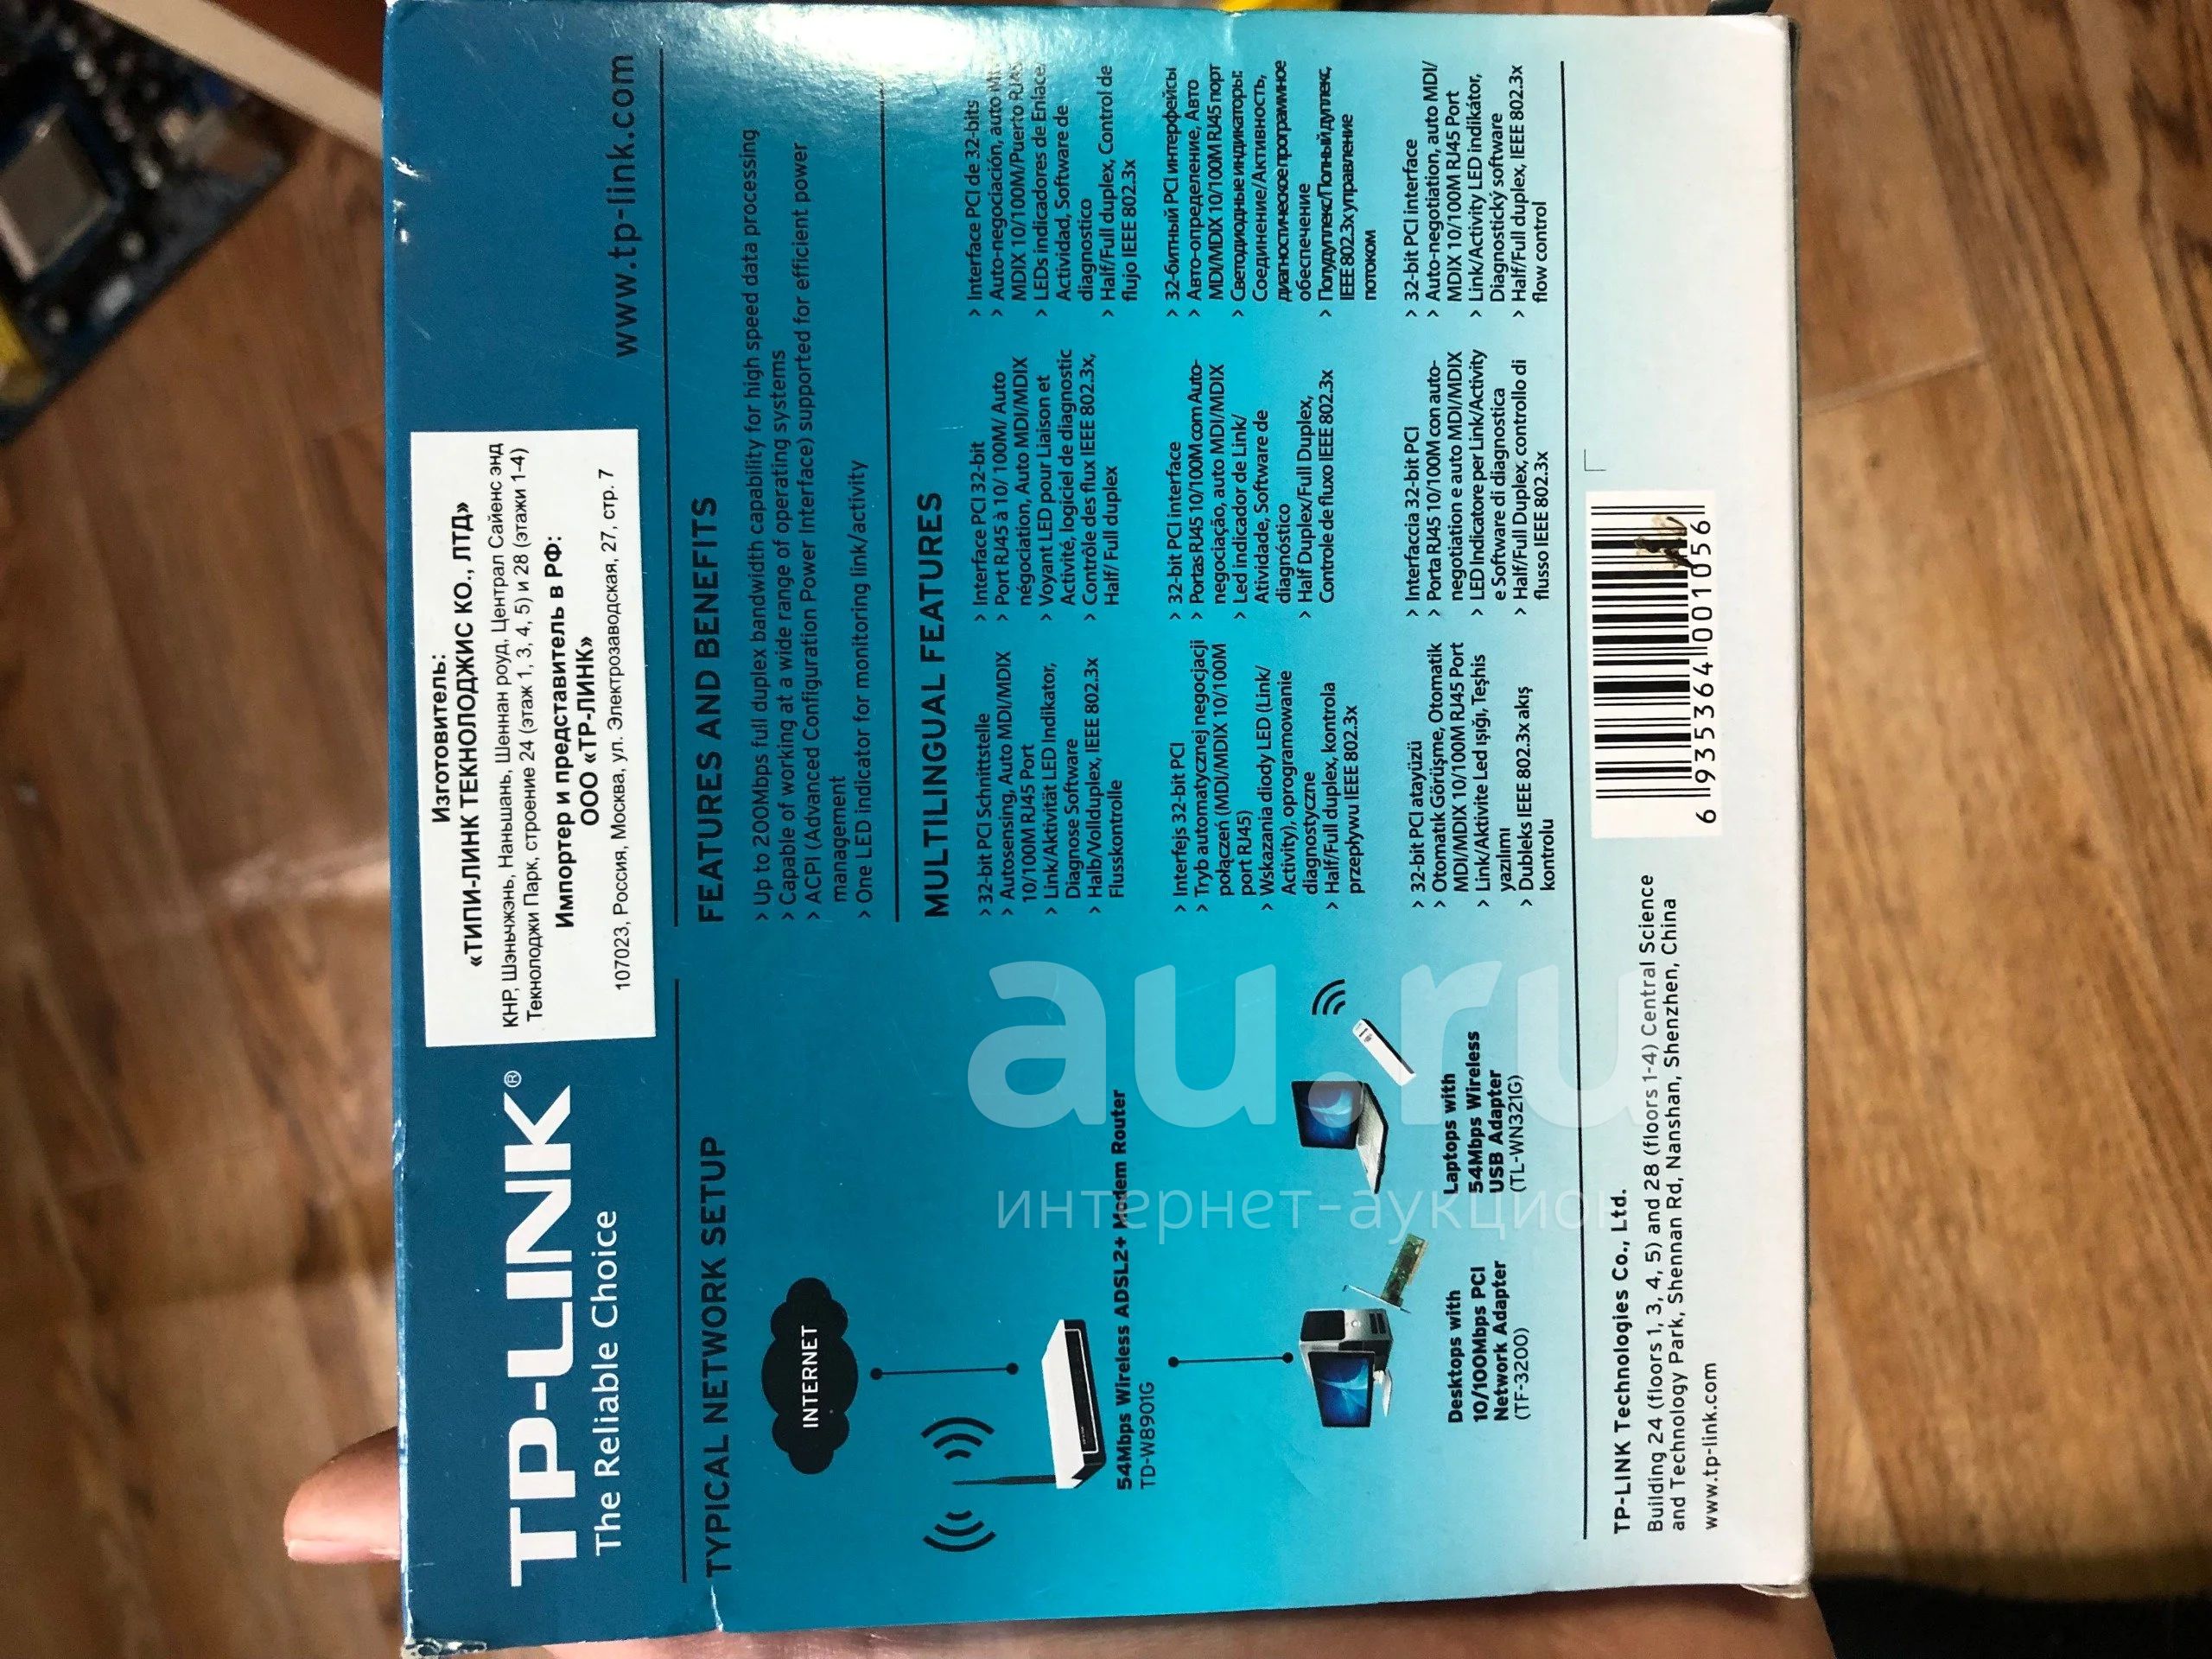 TP-LINK®
The Reliable Choice
Изготовитель:
«ТИПИ-ЛИНК ТЕКНОЛОДЖИС КО., ЛТД»
КНР, Шэньчжэнь, Наньшань, Шеннан роуд, Централ Сайенс энд
Текнолоджи Парк, строение 24 (этаж 1, 3, 4, 5) и 28 (этажи 1-4)
Импортер и представитель в РФ:
ООО «ТР-ЛИНК»
107023, Россия, Москва, ул. Электрозаводская, 27, стр. 7
www.tp-link.com
TYPICAL NETWORK SETUP
INTERNET
54Mbps Wireless ADSL2+ Modem Router
TD-W8901G
Desktops with
10/100Mbps PCI
Network Adapter
(TF-3200)
Laptops with
54Mbps Wireless
USB Adapter
(TL-WN321G)
FEATURES AND BENEFITS
> Up to 200Mbps full duplex bandwidth capability for high speed data processing
> Capable of working at a wide range of operating systems
> ACPI (Advanced Configuration Power Interface) supported for efficient power
management
> One LED indicator for monitoring link/activity
MULTILINGUAL FEATURES
> 32-bit PCI Schnittstelle
> Autosensing, Auto MDI/MDIX
10/100M RJ45 Port
> Link/Aktivität LED Indikator,
Diagnose Software
> Halb/Vollduplex, IEEE 802.3x
Flusskontrolle
> Interface PCI 32-bit
> Port RJ45 à 10/ 100M/ Auto
négociation, Auto MDI/MDIX
> Voyant LED pour Liaison et
Activité, logiciel de diagnostic
> Contrôle des flux IEEE 802.3x,
Half/ Full duplex
> Interface PCI de 32-bits
> Auto-negociación, auto
MDIX 10/100M/Puerto RJ45
> LEDs indicadores de Enlace/
Actividad, Software de
diagnostico
> Half/Full duplex, Control de
flujo IEEE 802.3x
> Interfejs 32-bit PCI
> Tryb automatycznej negocjacji
połączeń (MDI/MDIX 10/100M
port RJ45)
> Wskazania diody LED (Link/
Activity), oprogramowanie
diagnostyczne
> Half/Full duplex, kontrola
przepływu IEEE 802.3x
> 32-bit PCI interface
> Portas RJ45 10/100M com Auto-
negociação, auto MDI/MDIX
> Led indicador de Link/
Atividade, Software de
diagnóstico
> Half Duplex/Full Duplex,
Controle de fluxo IEEE 802.3x
> 32-битный PCI интерфейсы
> Авто-определение, Авто
MDI/MDIX 10/100M RJ45 порт
> Светодиодные индикаторы:
Соединение/Активность,
диагностическое программное
обеспечение
> Полудуплекс/Полный дуплекс,
IEEE 802.3x управление
потоком
> 32-bit PCI atayüzü
> Otomatik Görüşme, Otomatik
MDI/MDIX 10/100M RJ45 Port
> Link/Aktivite Led ışığı, Teşhis
yazılımı
> Dubleks IEEE 802.3x akış
kontrolu
> Interfaccia 32-bit PCI
> Porta RJ45 10/100M con auto-
negotiation e auto MDI/MDIX
> LED Indicatore per Link/Activity
e Software di diagnostica
> Half/Full Duplex, controllo di
flusso IEEE 802.3x
> 32-bit PCI interface
> Auto-negotiation, auto MDI/
MDIX 10/100M RJ45 Port
> Link/Activity LED indikátor,
Diagnostický software
> Half/Full duplex, IEEE 802.3x
flow control
TP-LINK Technologies Co., Ltd.
Building 24 (floors 1, 3, 4, 5) and 28 (floors 1-4) Central Science
and Technology Park, Shennan Rd, Nanshan, Shenzhen, China
www.tp-link.com
6 935364 001056
au.ru
интернет-аукцион